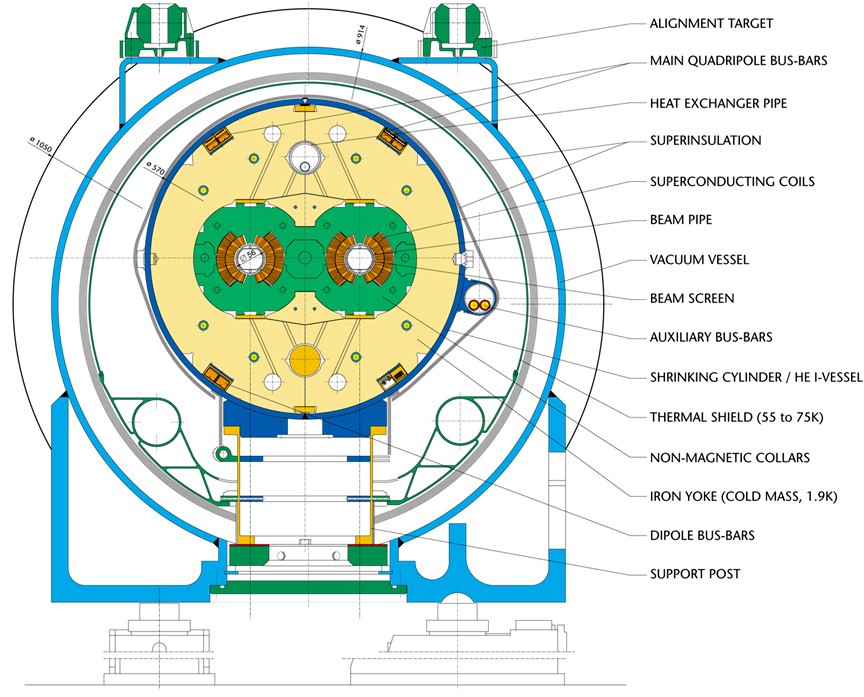 ALIGNMENT TARGET
MAIN QUADRIPOLE BUS-BARS
HEAT EXCHANGER PIPE
SUPERINSULATION
SUPERCONDUCTING COILS
BEAM PIPE
VACUUM VESSEL
BEAM SCREEN
AUXILIARY BUS-BARS
SHRINKING CYLINDER / HE I-VESSEL
THERMAL SHIELD (55 to 75K)
NON-MAGNETIC COLLARS
IRON YOKE (COLD MASS, 1.9K)
DIPOLE BUS-BARS
SUPPORT POST
ø 914
ø 1050
ø 570
ø 56